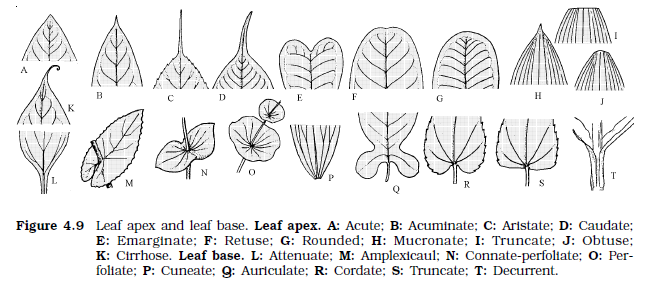 A
B
C
D
E
F
G
H
I
J
K
L
M
N
O
P
Q
R
S
T
Figure 4.9 Leaf apex and leaf base. Leaf apex. A: Acute; B: Acuminate; C: Aristate; D: Caudate;
E: Emarginate; F: Retuse; G: Rounded; H: Mucronate; I: Truncate; J: Obtuse;
K: Cirrhose. Leaf base. L: Attenuate; M: Amplexicaul; N: Connate-perfoliate; O: Per-
foliate; P: Cuneate; Q: Auriculate; R: Cordate; S: Truncate; T: Decurrent.